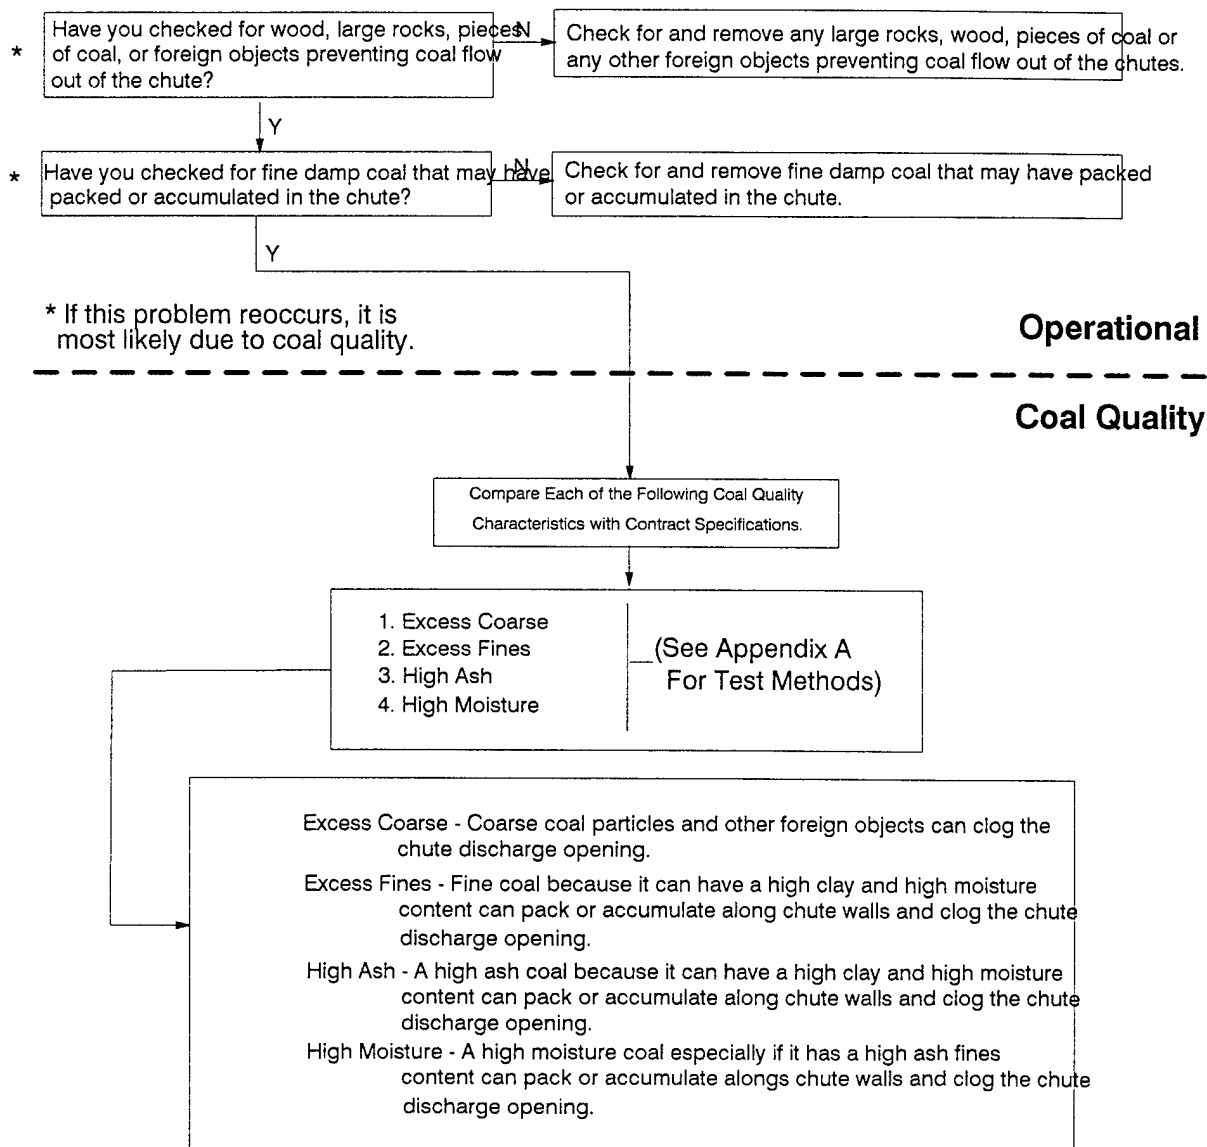 * Have you checked for wood, large rocks, pieces
of coal, or foreign objects preventing coal flow
out of the chute?
N
Check for and remove any large rocks, wood, pieces of coal or
any other foreign objects preventing coal flow out of the chutes.
Y
* Have you checked for fine damp coal that may have
packed or accumulated in the chute?
N
Check for and remove fine damp coal that may have packed
or accumulated in the chute.
Y
* If this problem reoccurs, it is
most likely due to coal quality.
Operational
Coal Quality
Compare Each of the Following Coal Quality
Characteristics with Contract Specifications.
1. Excess Coarse
2. Excess Fines
3. High Ash
4. High Moisture
(See Appendix A
For Test Methods)
Excess Coarse - Coarse coal particles and other foreign objects can clog the
chute discharge opening.
Excess Fines - Fine coal because it can have a high clay and high moisture
content can pack or accumulate along chute walls and clog the chute
discharge opening.
High Ash - A high ash coal because it can have a high clay and high moisture
content can pack or accumulate along chute walls and clog the chute
discharge opening.
High Moisture - A high moisture coal especially if it has a high ash fines
content can pack or accumulate alongs chute walls and clog the chute
discharge opening.